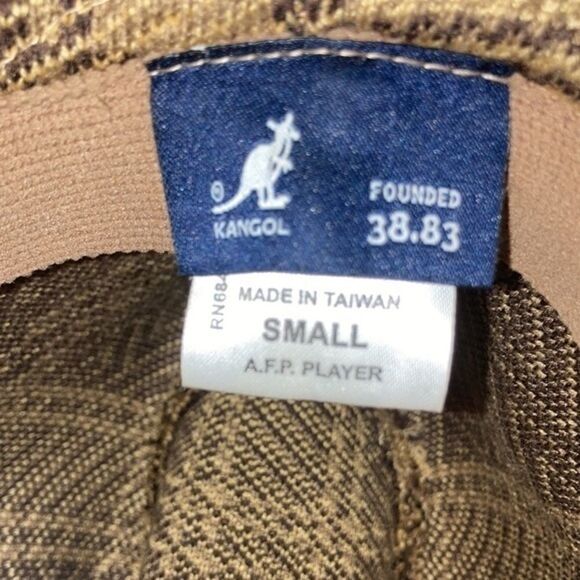 ®
KANGOL
FOUNDED
38.83
MADE IN TAIWAN
SMALL
A.F.P. PLAYER